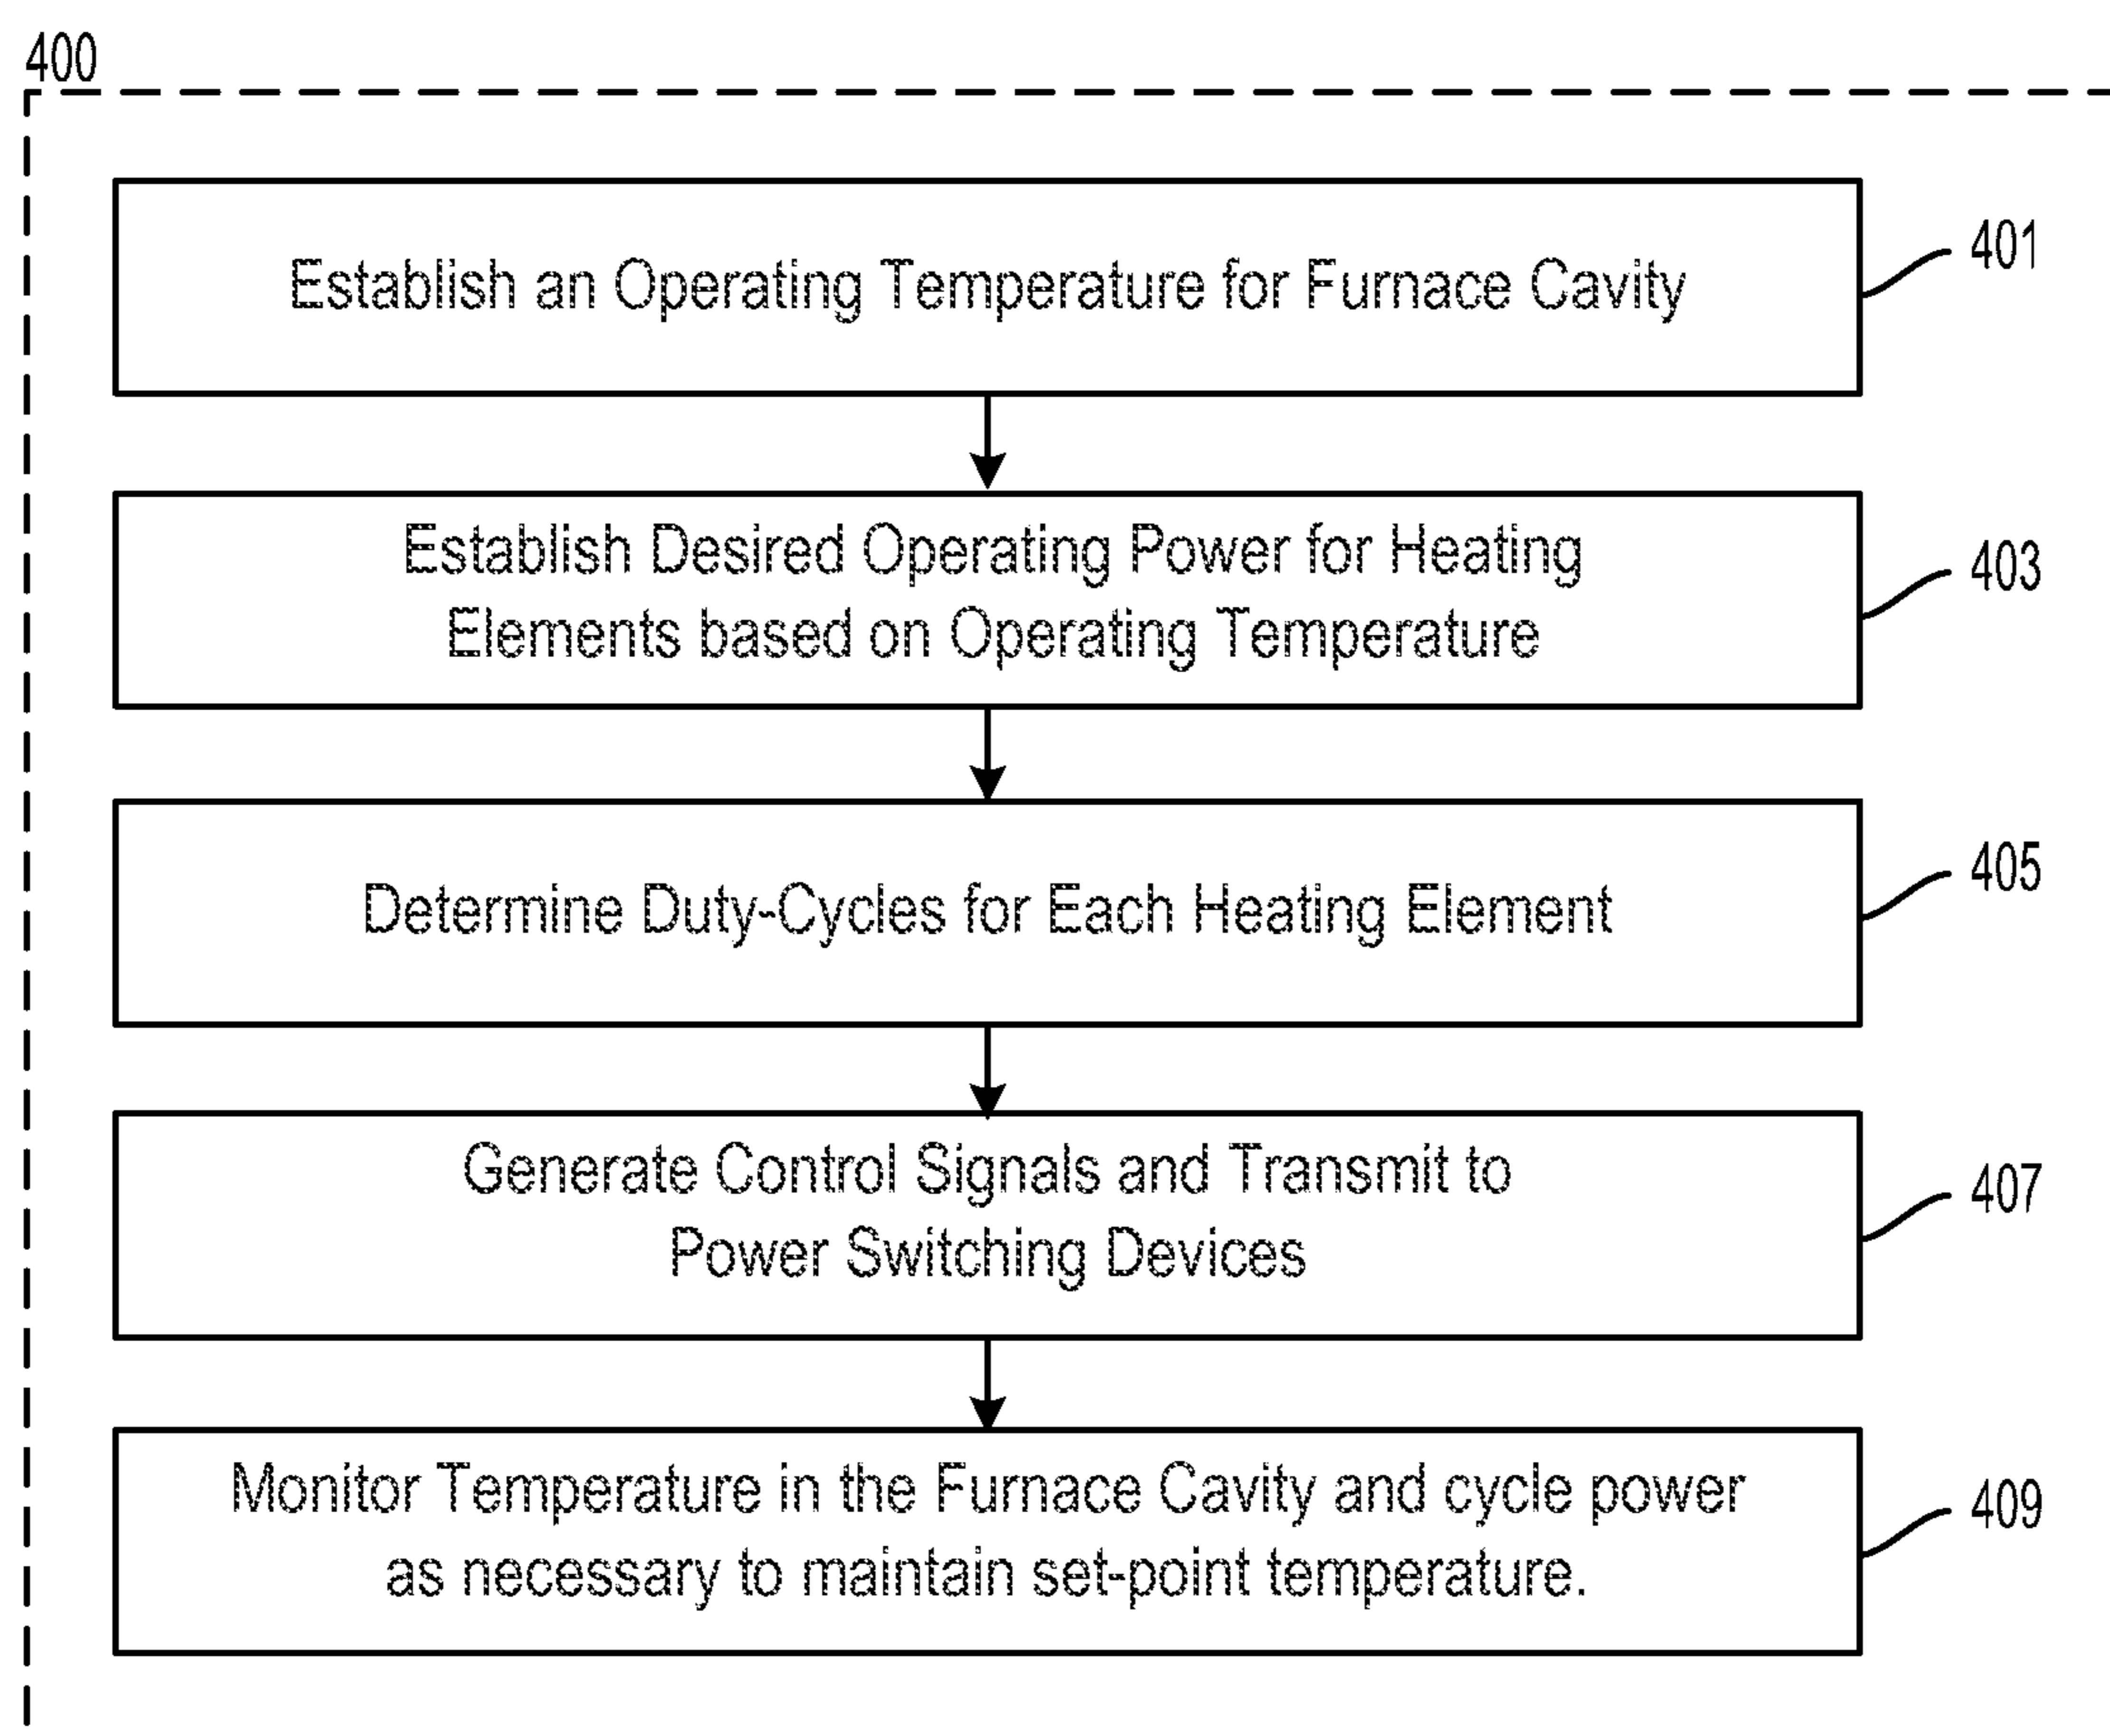 400
Establish an Operating Temperature for Furnace Cavity
401
Establish Desired Operating Power for Heating
Elements based on Operating Temperature
403
Determine Duty-Cycles for Each Heating Element
405
Generate Control Signals and Transmit to
Power Switching Devices
407
Monitor Temperature in the Furnace Cavity and cycle power
as necessary to maintain set-point temperature.
409